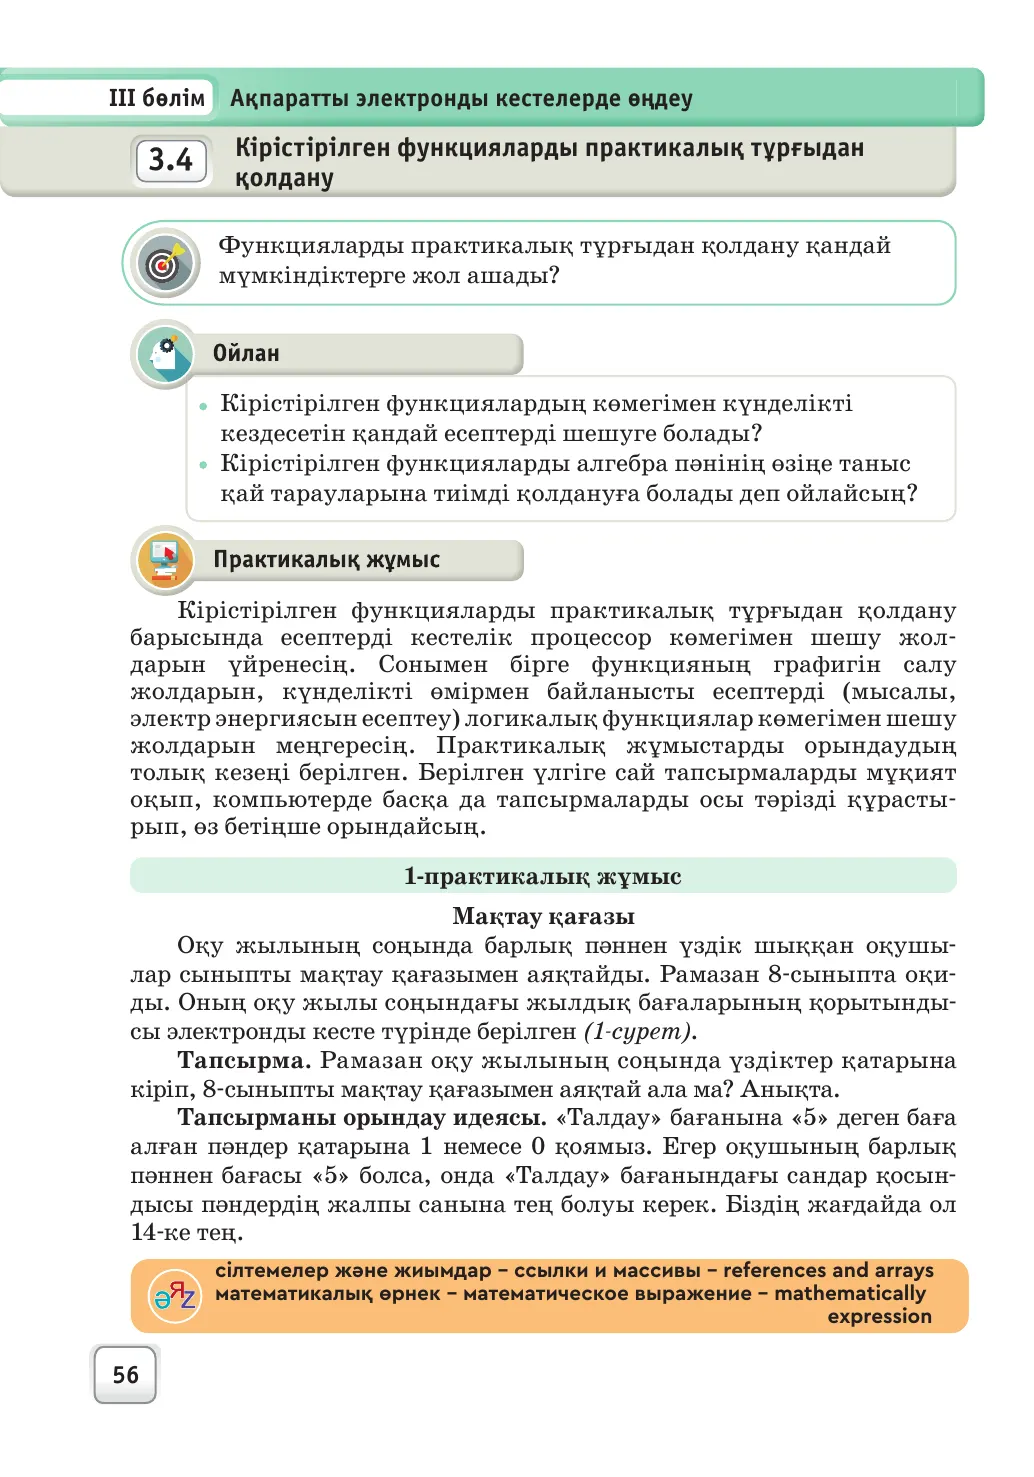 III бөлім
Ақпаратты электронды кестелерде өңдеу
3.4
Кірістірілген функцияларды практикалық тұрғыдан
қолдану
Функцияларды практикалық тұрғыдан қолдану қандай
мүмкіндіктерге жол ашады?
Ойлан
• Кірістірілген функциялардың көмегімен күнделікті
кездесетін қандай есептерді шешуге болады?
• Кірістірілген функцияларды алгебра пәнінің өзіңе таныс
қай тарауларына тиімді қолдануға болады деп ойлайсың?
Практикалық жұмыс
Кірістірілген функцияларды практикалық тұрғыдан қолдану
барысында есептерді кестелік процессор көмегімен шешу жол-
дарын үйренесің. Сонымен бірге функцияның графигін салу
жолдарын, күнделікті өмірмен байланысты есептерді (мысалы,
электр энергиясын есептеу) логикалық функциялар көмегімен шешу
жолдарын меңгересің. Практикалық жұмыстарды орындаудың
толық кезеңі берілген. Берілген үлгіге сай тапсырмаларды мұқият
оқып, компьютерде басқа да тапсырмаларды осы тәрізді құрасты-
рып, өз бетіңше орындайсың.
1-практикалық жұмыс
Мақтау қағазы
Оқу жылының соңында барлық пәннен үздік шыққан оқушы-
лар сыныпты мақтау қағазымен аяқтайды. Рамазан 8-сыныпта оқи-
ды. Оның оқу жылы соңындағы жылдық бағаларының қорытынды-
сы электронды кесте түрінде берілген (1-сурет).
Тапсырма. Рамазан оқу жылының соңында үздіктер қатарына
кіріп, 8-сыныпты мақтау қағазымен аяқтай ала ма? Анықта.
Тапсырманы орындау идеясы. «Талдау» бағанына «5» деген баға
алған пәндер қатарына 1 немесе 0 қоямыз. Егер оқушының барлық
пәннен бағасы «5» болса, онда «Талдау» бағанындағы сандар қосын-
дысы пәндердің жалпы санына тең болуы керек. Біздің жағдайда ол
14-ке тең.
ӘЯZ
сілтемелер және жиымдар – ссылки и массивы – references and arrays
математикалық өрнек – математическое выражение – mathematically
expression
56